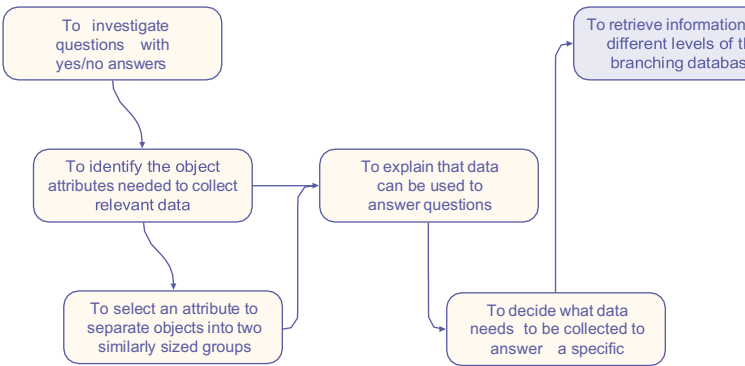 To investigate
questions with
yes/no answers
To retrieve information
different levels of
branching
To identify the object
attributes needed to collect
relevant data
To explain that data
can be used to
answer questions
To select an attribute to
separate objects into two
similarly sized groups
To decide what data
needs to be collected to
answer a specific